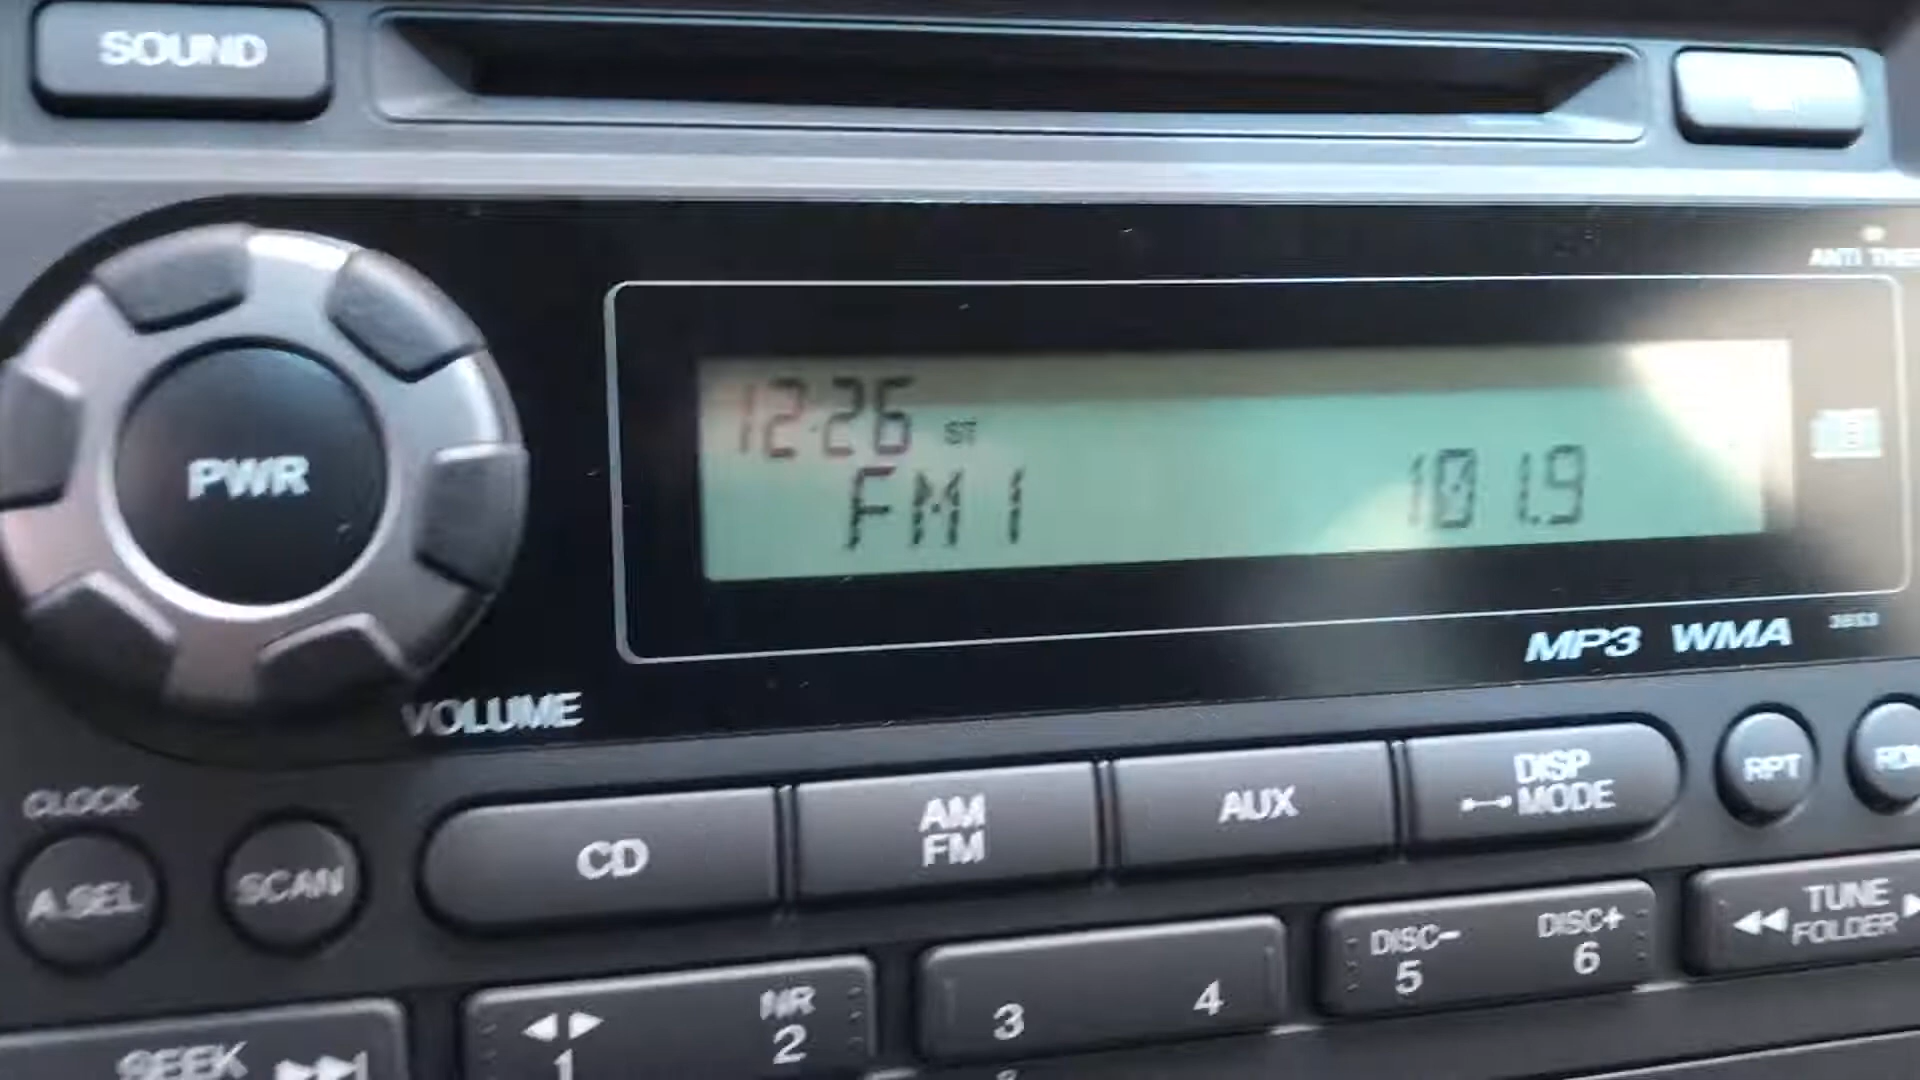 SOUND
ANTI THEF
12:26 ST
FM1 101.9
PWR
MP3 WMA
VOLUME
CLOCK
A.SEL
SCAN
CD
AM
FM
AUX
DISP
MODE
RPT
RDM
SEEK
1
NR
2
3
4
DISC-
5
DISC+
6
TUNE
FOLDER